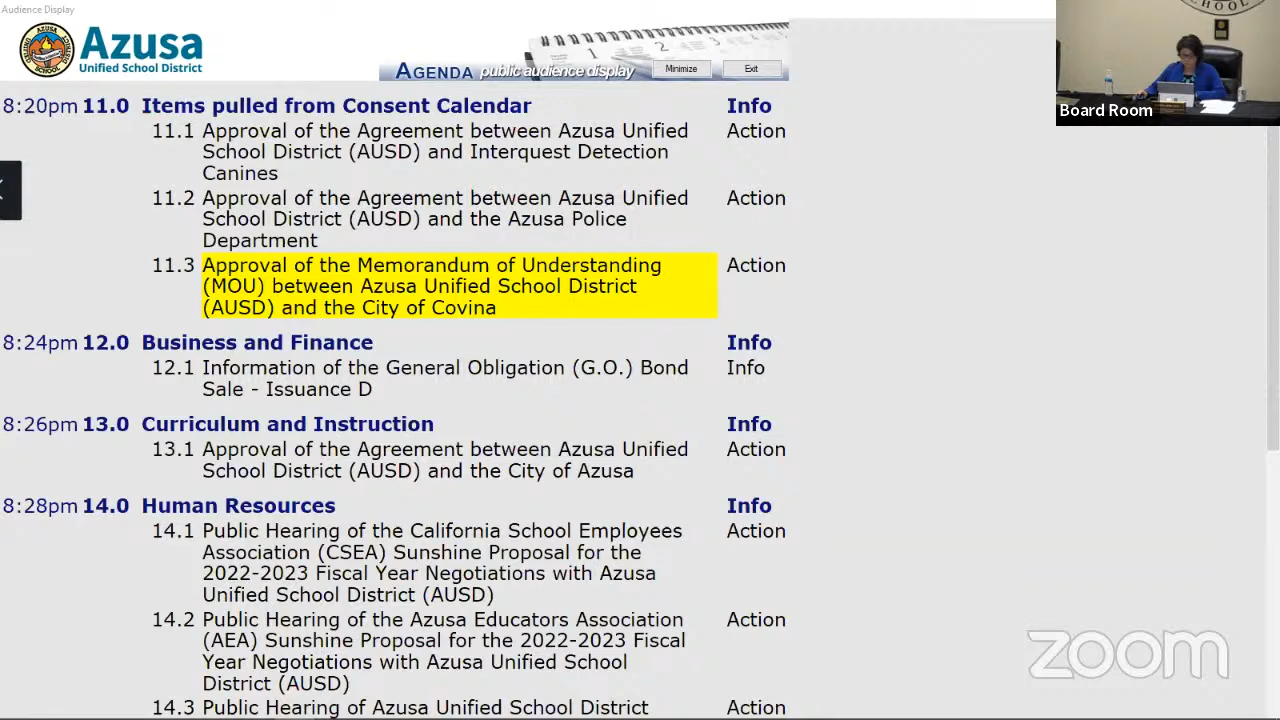 Audience Display
Azusa
Unified School District
AGENDA public audience display
Minimize
Exit
SCHOOL
Board Room
8:20pm 11.0 Items pulled from Consent Calendar Info
11.1 Approval of the Agreement between Azusa Unified Action
School District (AUSD) and Interquest Detection
Canines
11.2 Approval of the Agreement between Azusa Unified Action
School District (AUSD) and the Azusa Police
Department
11.3 Approval of the Memorandum of Understanding Action
(MOU) between Azusa Unified School District
(AUSD) and the City of Covina
8:24pm 12.0 Business and Finance Info
12.1 Information of the General Obligation (G.O.) Bond Info
Sale - Issuance D
8:26pm 13.0 Curriculum and Instruction Info
13.1 Approval of the Agreement between Azusa Unified Action
School District (AUSD) and the City of Azusa
8:28pm 14.0 Human Resources Info
14.1 Public Hearing of the California School Employees Action
Association (CSEA) Sunshine Proposal for the
2022-2023 Fiscal Year Negotiations with Azusa
Unified School District (AUSD)
14.2 Public Hearing of the Azusa Educators Association Action
(AEA) Sunshine Proposal for the 2022-2023 Fiscal
Year Negotiations with Azusa Unified School
District (AUSD)
14.3 Public Hearing of Azusa Unified School District Action
zoom